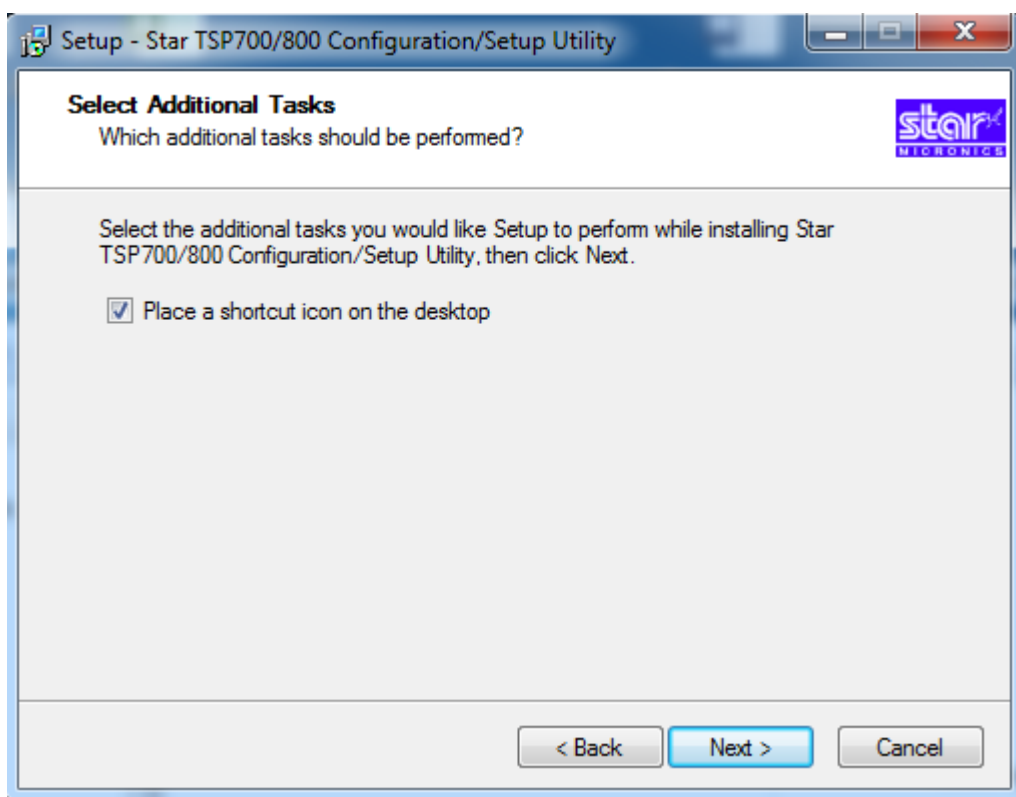 Setup - Star TSP700/800 Configuration/Setup Utility
Select Additional Tasks
Which additional tasks should be performed?
star
MICRONICS
Select the additional tasks you would like Setup to perform while installing Star
TSP700/800 Configuration/Setup Utility, then click Next.
Place a shortcut icon on the desktop
< Back Next > Cancel